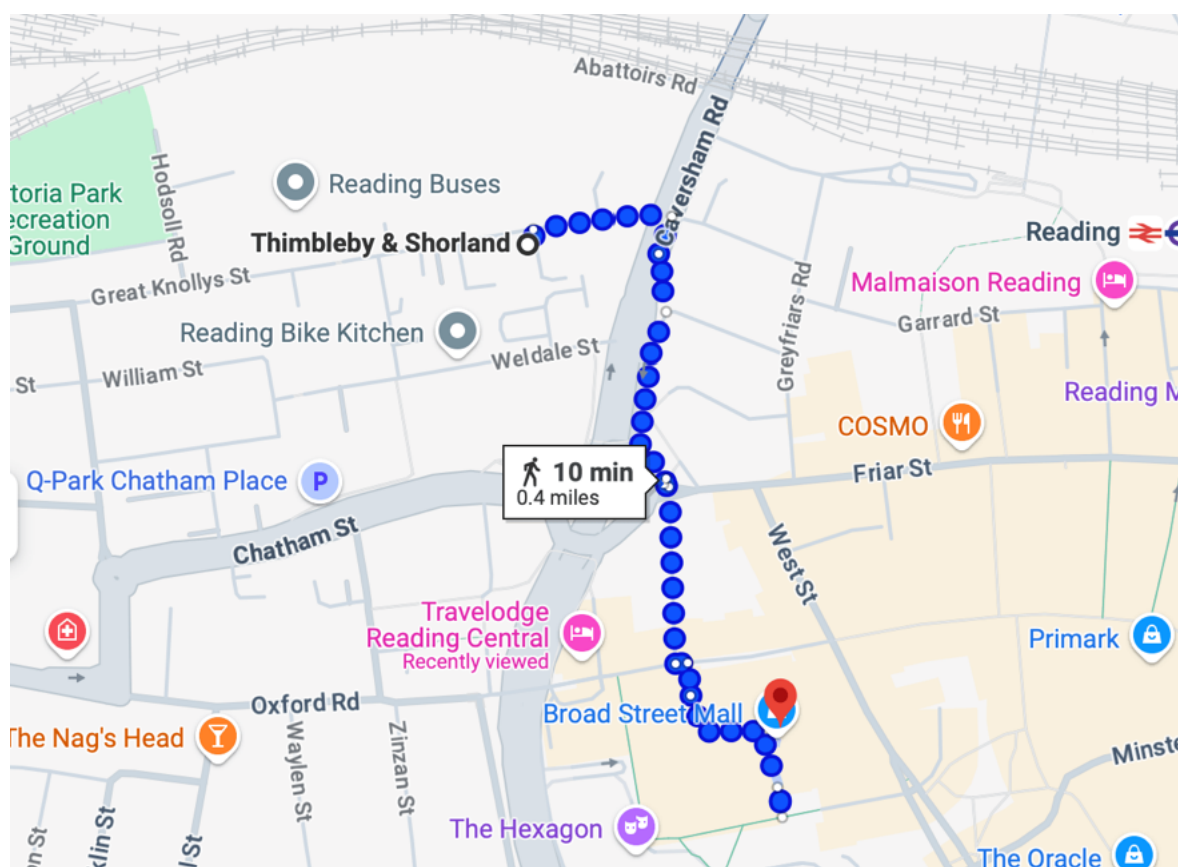 Abattoirs Rd
Caversham Rd
Hodsoll Rd
Reading Buses
toria Park
ecreation
Ground
Thimbleby & Shorland
Reading
Great Knollys St
Malmaison Reading
Greyfriars Rd
Garrard St
Reading Bike Kitchen
Weldale St
St
William St
Reading M
COSMO
10 min
0.4 miles
Friar St
Q-Park Chatham Place
P
Chatham St
West St
Travelodge
Reading Central
Recently viewed
Primark
Oxford Rd
Broad Street Mall
The Nag's Head
Waylen St
Zinzan St
Minste
klin St
The Hexagon
The Oracle